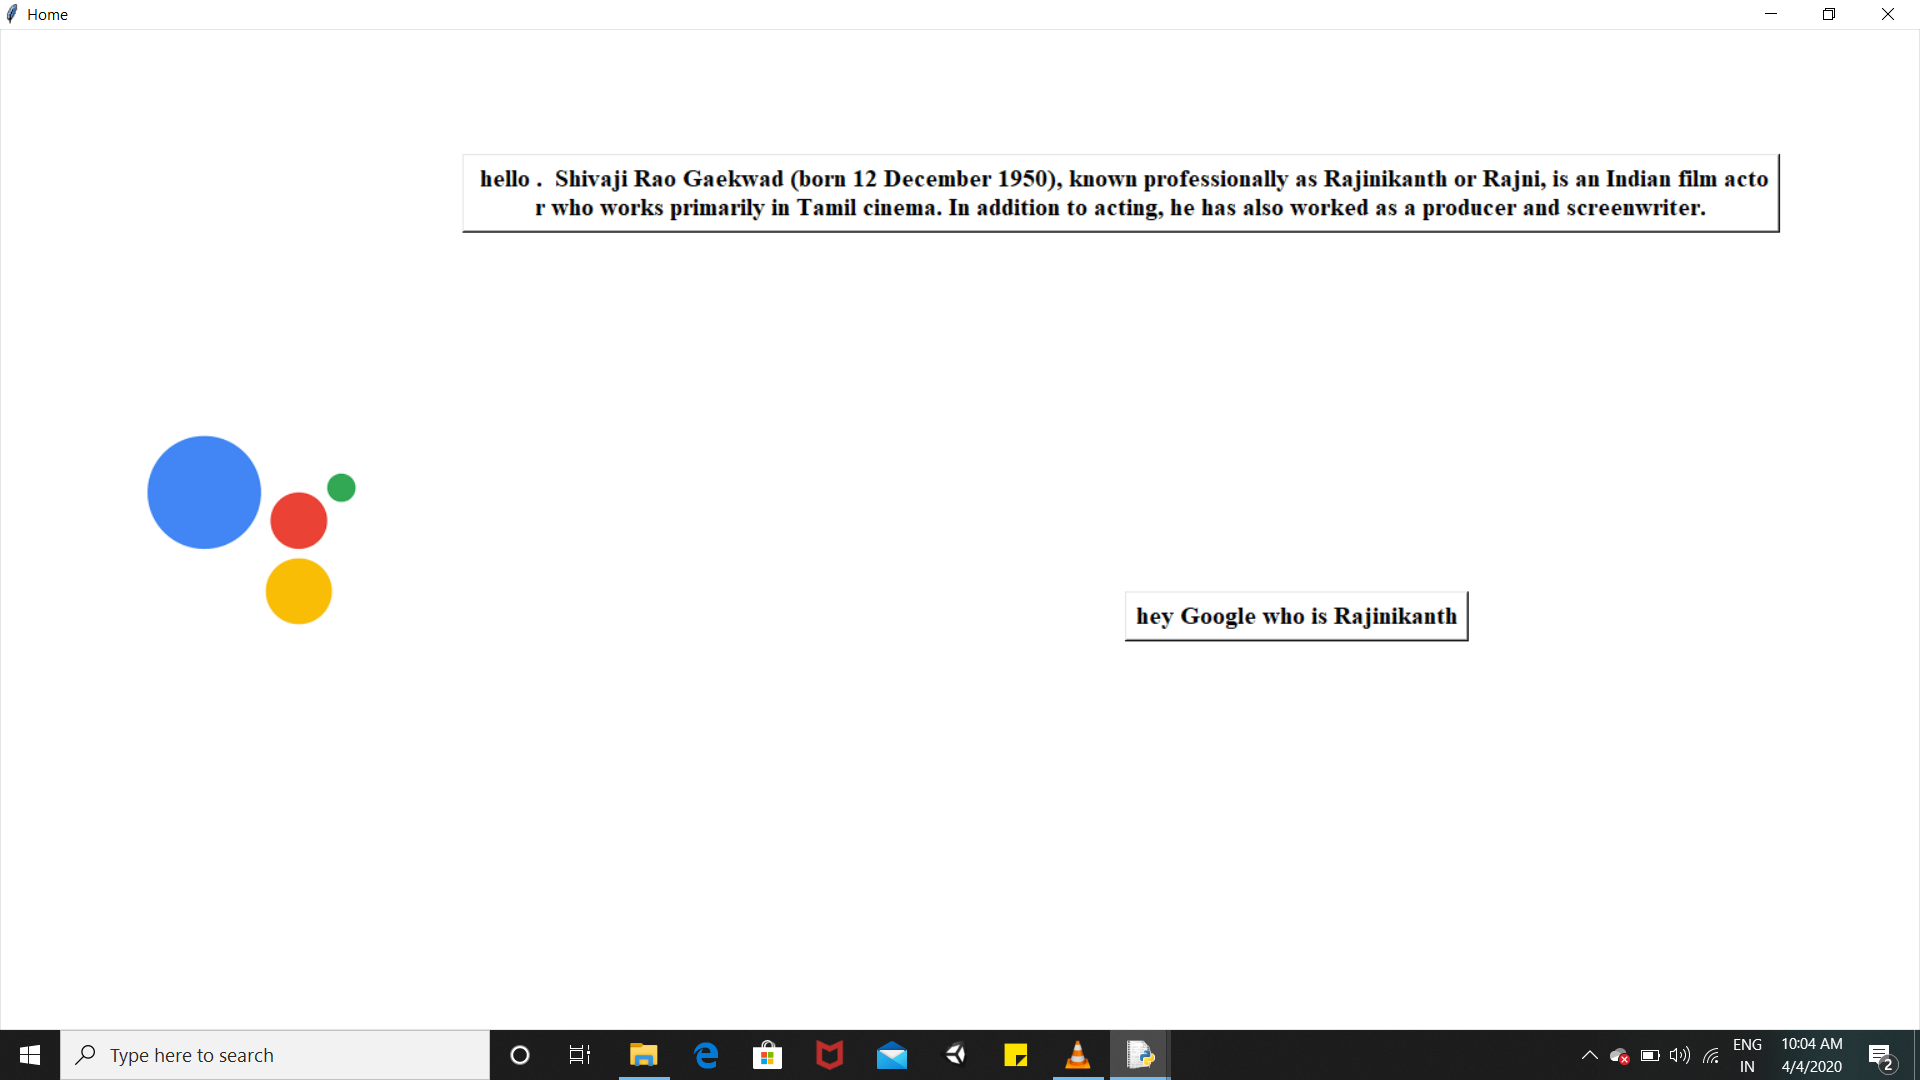 Home
hello .  Shivaji Rao Gaekwad (born 12 December 1950), known professionally as Rajinikanth or Rajni, is an Indian film acto
r who works primarily in Tamil cinema. In addition to acting, he has also worked as a producer and screenwriter.
hey Google who is Rajinikanth
Type here to search
ENG
IN
10:04 AM
4/4/2020
2